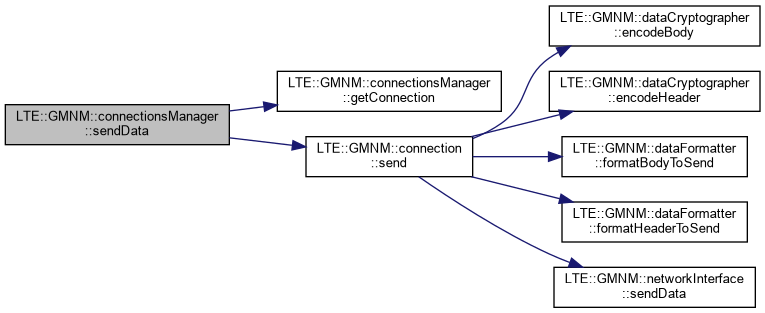 LTE::GMNM::connectionsManager
::sendData
LTE::GMNM::connectionsManager
::getConnection
LTE::GMNM::connection
::send
LTE::GMNM::dataCryptographer
::encodeBody
LTE::GMNM::dataCryptographer
::encodeHeader
LTE::GMNM::dataFormatter
::formatBodyToSend
LTE::GMNM::dataFormatter
::formatHeaderToSend
LTE::GMNM::networkInterface
::sendData